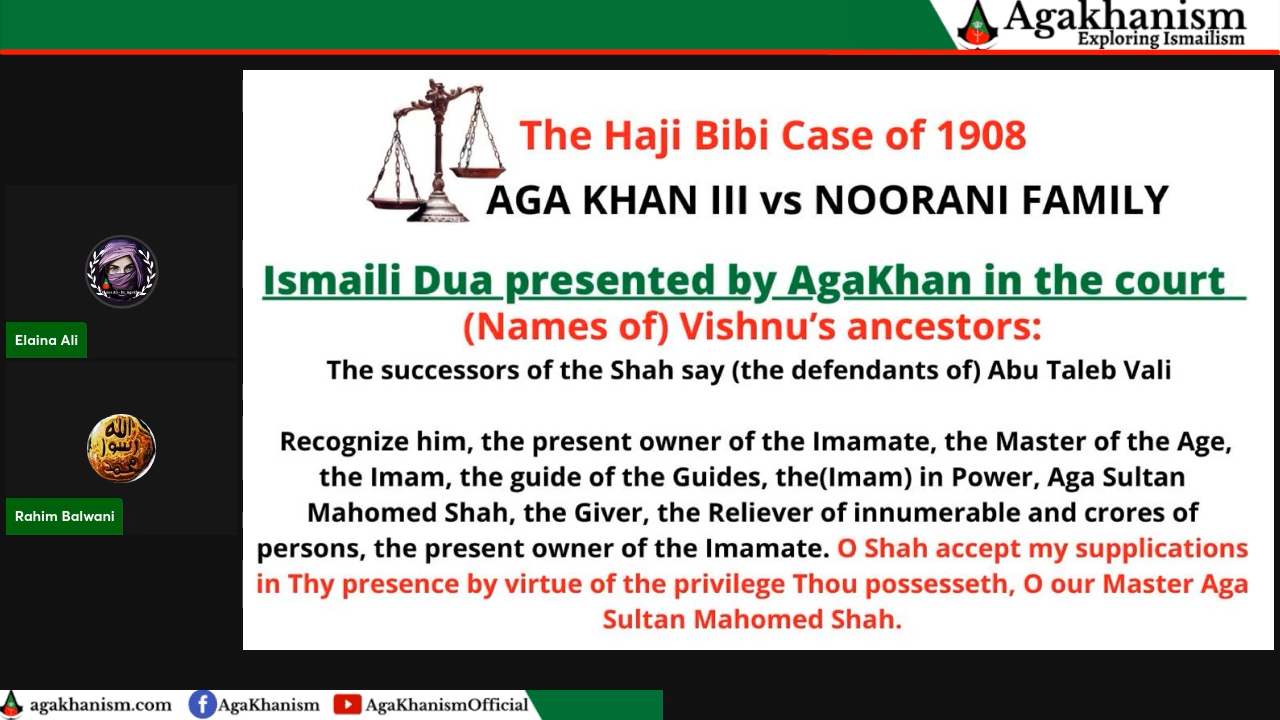 Agakhanism
Exploring Ismailism
The Haji Bibi Case of 1908
AGA KHAN III vs NOORANI FAMILY
Ismaili Dua presented by AgaKhan in the court
(Names of) Vishnu’s ancestors:
The successors of the Shah say (the defendants of) Abu Taleb Vali
Recognize him, the present owner of the Imamate, the Master of the Age,
the Imam, the guide of the Guides, the(Imam) in Power, Aga Sultan
Mahomed Shah, the Giver, the Reliever of innumerable and crores of
persons, the present owner of the Imamate. O Shah accept my supplications
in Thy presence by virtue of the privilege Thou possesseth, O our Master Aga
Sultan Mahomed Shah.
Elaina Ali
الله
رسول
محمد
Rahim Balwani
agakhanism.com
AgaKhanism
AgaKhanismOfficial